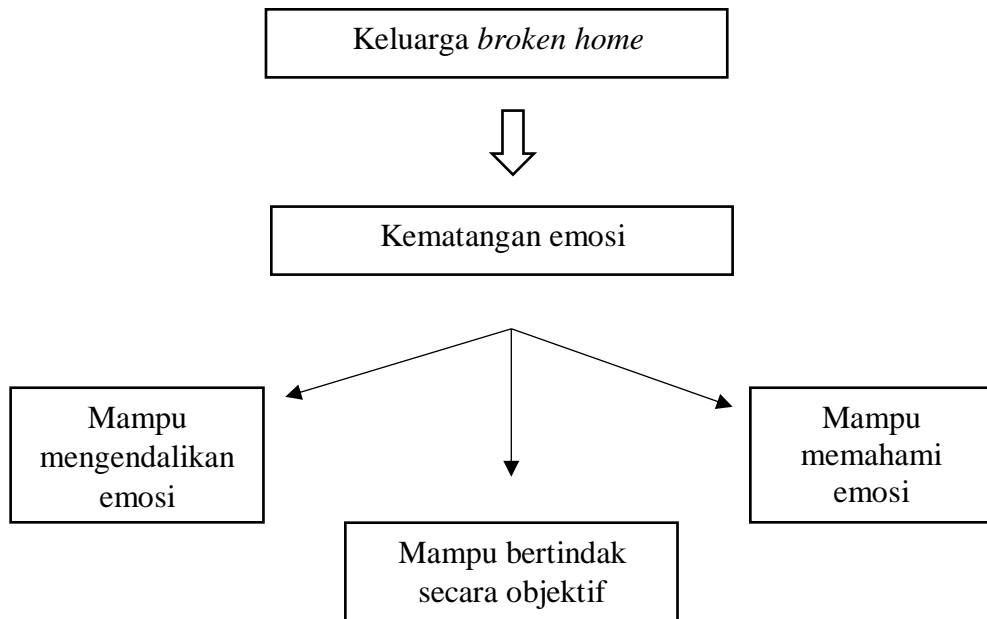 Keluarga broken home
Kematangan emosi
Mampu
mengendalikan
emosi
Mampu
memahami
emosi
Mampu bertindak
secara objektif